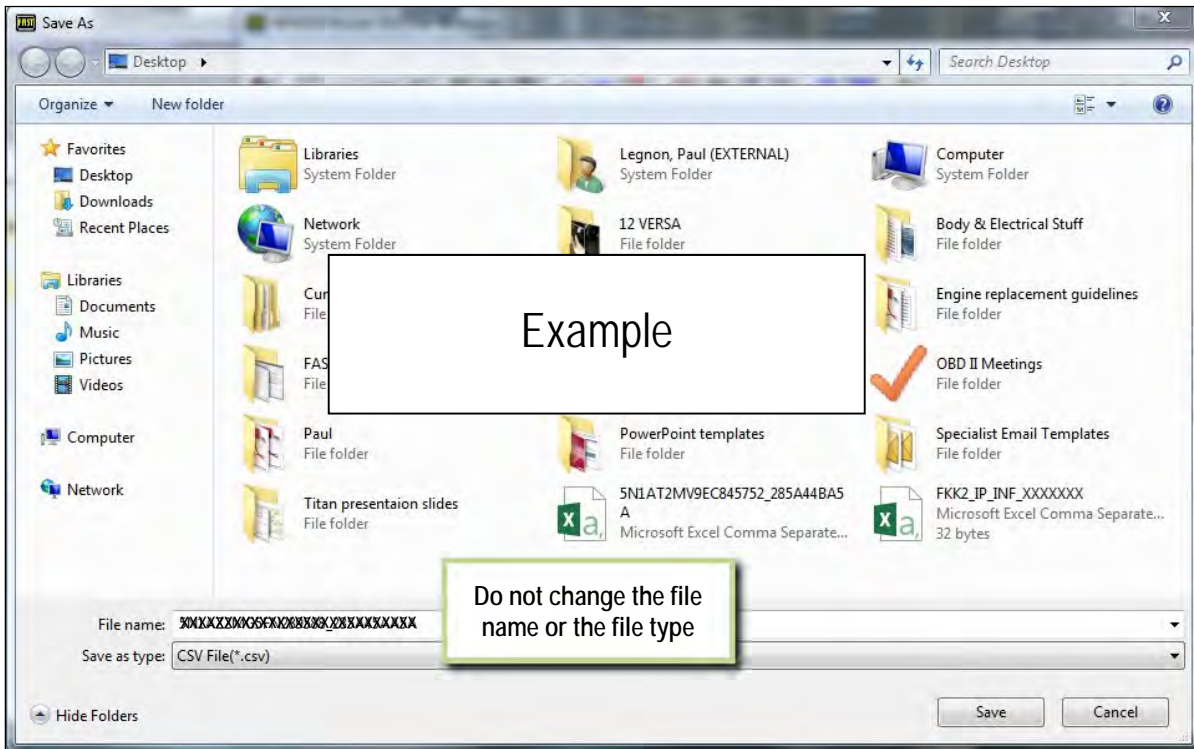 FAST Save As
X
Desktop
Search Desktop
Organize New folder
Favorites
Desktop
Downloads
Recent Places
Libraries
Documents
Music
Pictures
Videos
Computer
Network
Libraries
System Folder
Legnon, Paul (EXTERNAL)
System Folder
Computer
System Folder
Network
System Folder
12 VERSA
File folder
Body & Electrical Stuff
File folder
Cur
File
Engine replacement guidelines
File folder
FAS
File
OBD II Meetings
File folder
Paul
File folder
PowerPoint templates
File folder
Specialist Email Templates
File folder
Titan presentaion slides
File folder
5N1AT2MV9EC845752_285A44BA5
A
Microsoft Excel Comma Separate...
FKK2_IP_INF_XXXXXXX
Microsoft Excel Comma Separate...
32 bytes
Example
Do not change the file
name or the file type
File name:
Save as type: CSV File(*.csv)
Hide Folders
Save
Cancel